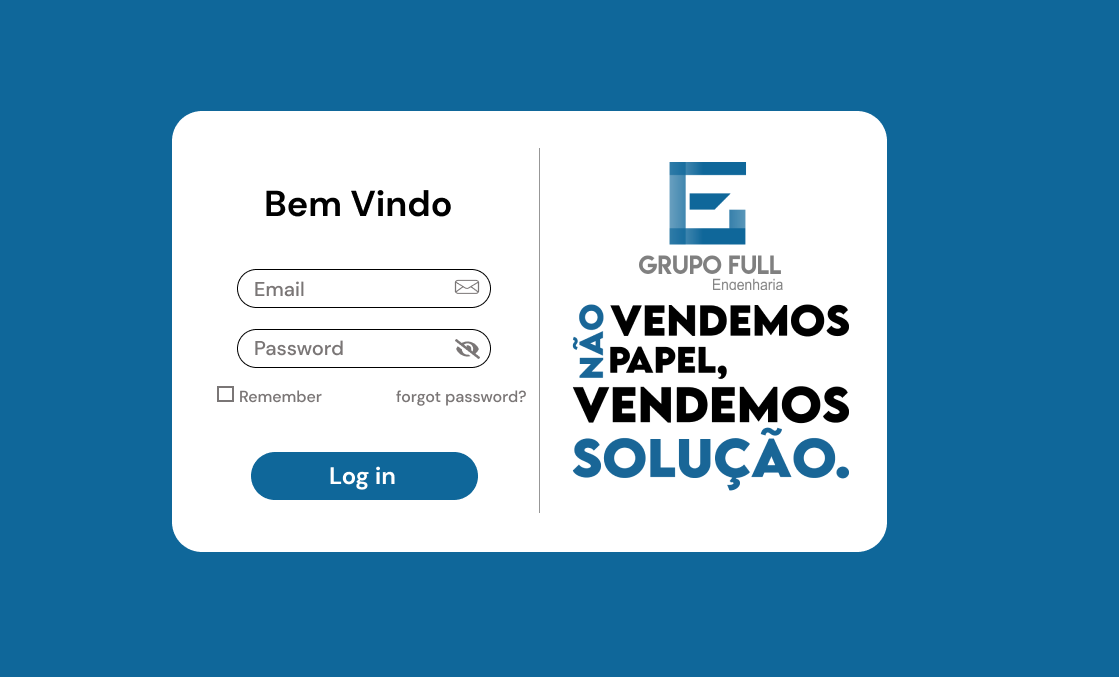 Bem Vindo
Email
Password
Remember
forgot password?
Log in
GRUPO FULL
Engenharia
NÃO
VENDEMOS
PAPEL,
VENDEMOS
SOLUÇÃO.